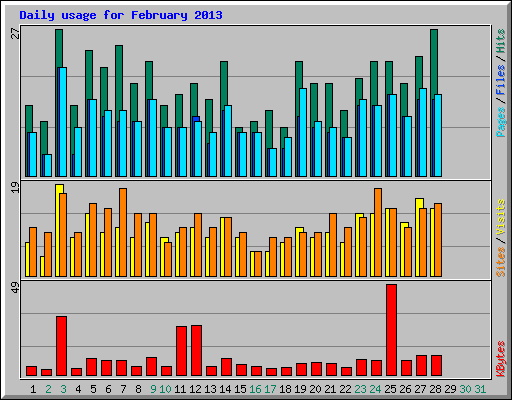 Daily usage for February 2013
27
Pages / Files / Hits
19
Sites / Visits
49
KBytes
1 2 3 4 5 6 7 8 9 10 11 12 13 14 15 16 17 18 19 20 21 22 23 24 25 26 27 28 29 30 31